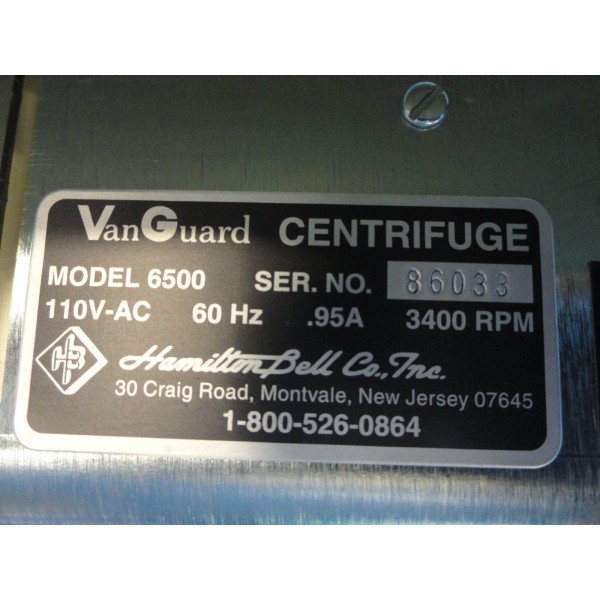 VanGuard CENTRIFUGE
MODEL 6500 SER. NO. 86033
110V-AC 60 Hz .95A 3400 RPM
HB Hamilton Bell Co., Inc.
30 Craig Road, Montvale, New Jersey 07645
1-800-526-0864